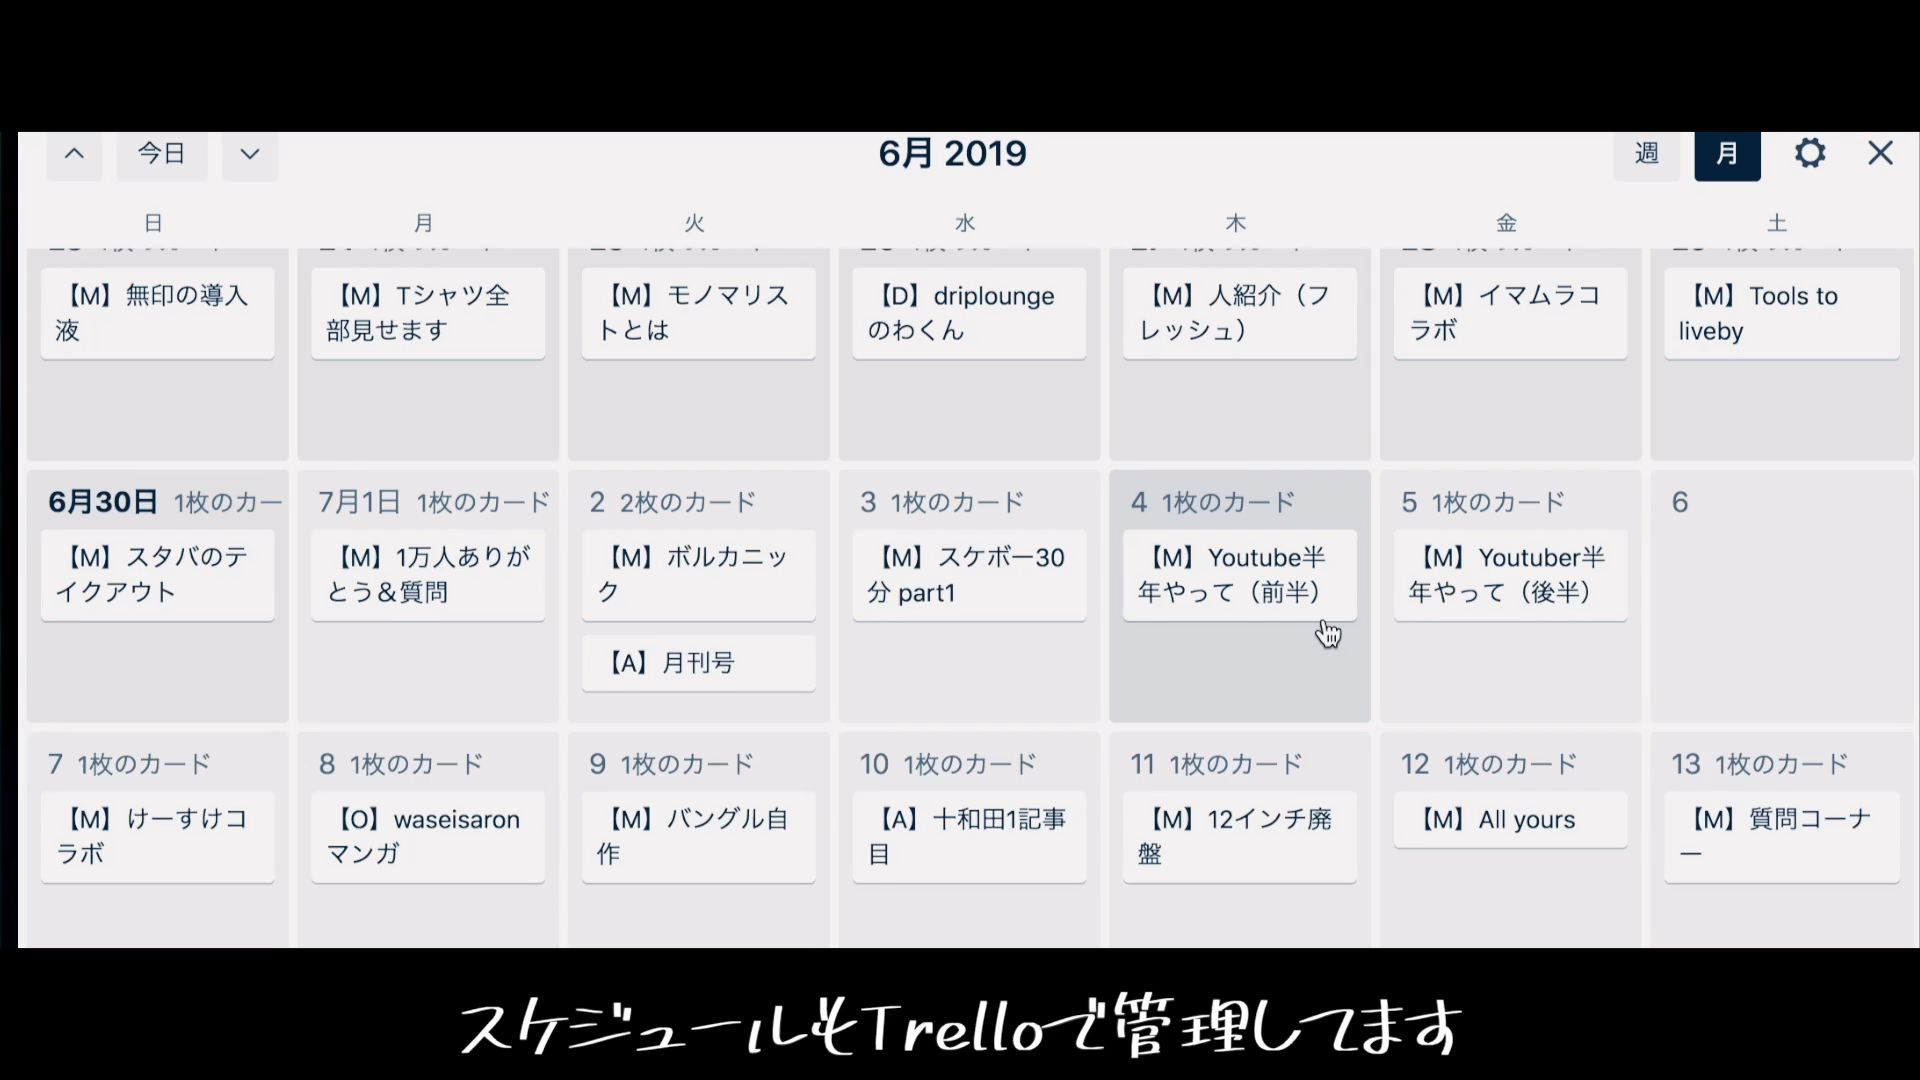 今日
6月 2019
週
月
日
月
火
水
木
金
土
【M】無印の導入
液
【M】Tシャツ全
部見せます
【M】モノマリス
トとは
【D】driplounge
のわくん
【M】人紹介（フ
レッシュ）
【M】イマムラコ
ラボ
【M】Tools to
liveby
6月30日 1枚のカー
【M】スタバのテ
イクアウト
7月1日 1枚のカード
【M】1万人ありが
とう＆質問
2 2枚のカード
【M】ボルカニッ
ク
【A】月刊号
3 1枚のカード
【M】スケボー30
分 part1
4 1枚のカード
【M】Youtube半
年やって（前半）
5 1枚のカード
【M】Youtuber半
年やって（後半）
6
7 1枚のカード
【M】けーすけコ
ラボ
8 1枚のカード
【O】waseisaron
マンガ
9 1枚のカード
【M】バングル自
作
10 1枚のカード
【A】十和田1記事
目
11 1枚のカード
【M】12インチ廃
盤
12 1枚のカード
【M】All yours
13 1枚のカード
【M】質問コーナ
ー
スケジュールもTrelloで管理してます